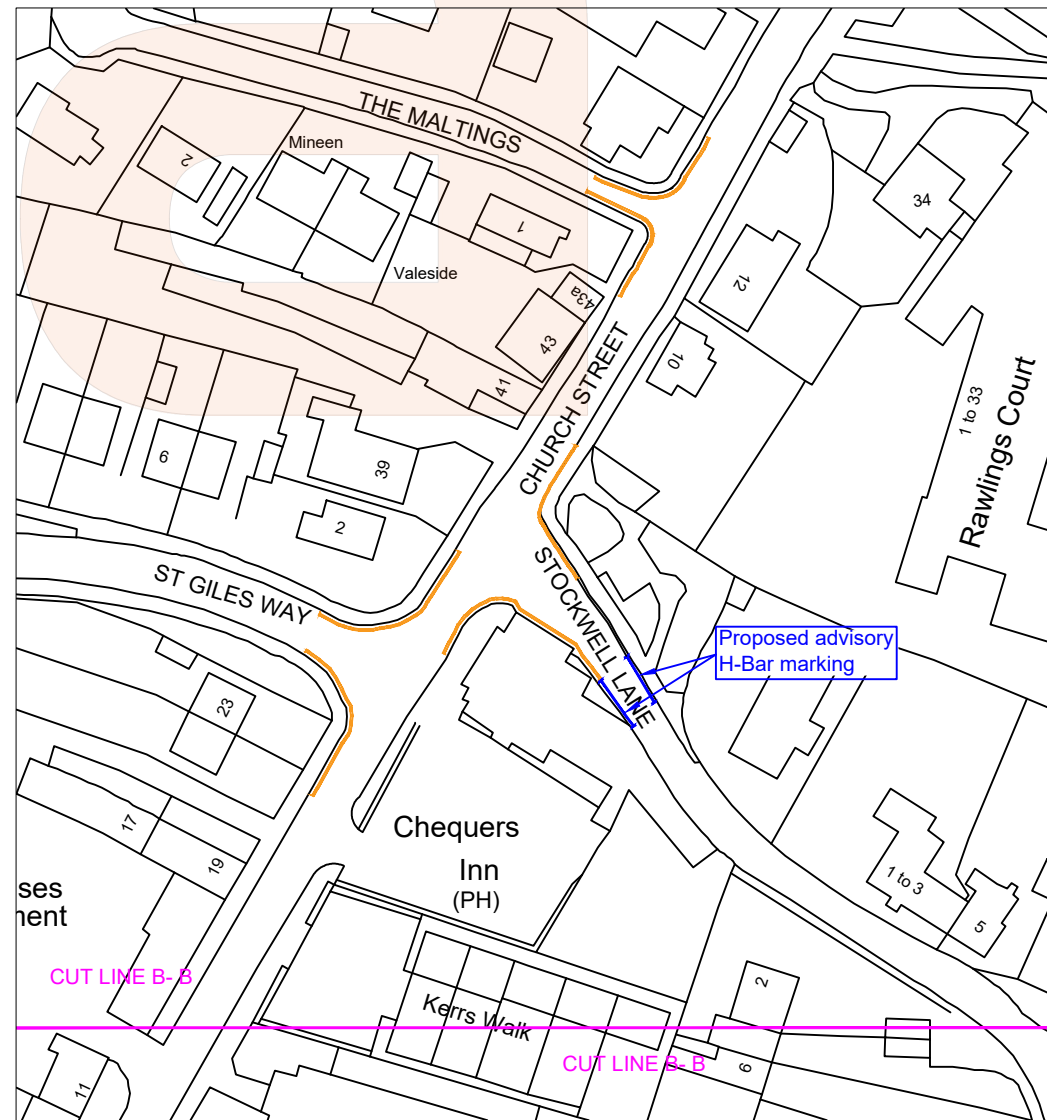 THE MALTINGS
Mineen
2
1
34
Valeside
43a
12
43
10
41
CHURCH STREET
1 to 33
Rawlings Court
6
39
2
ST GILES WAY
STOCKWELL LANE
Proposed advisory
H-Bar marking
23
Chequers
Inn
(PH)
17
19
1 to 3
5
ses
ment
CUT LINE B- B
2
Kerrs Walk
CUT LINE B- B
6
11